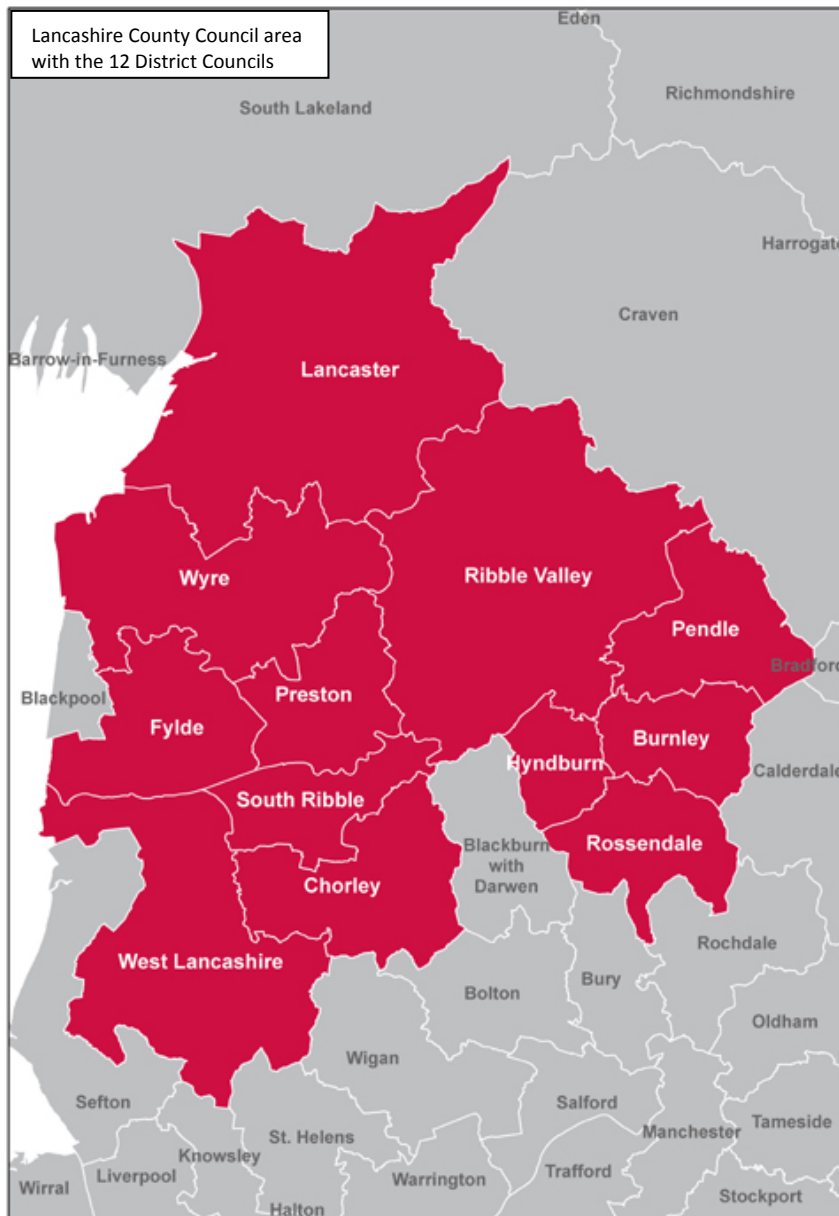 Lancashire County Council area
with the 12 District Councils
Eden
Richmondshire
South Lakeland
Harrogate
Craven
Barrow-in-Furness
Lancaster
Wyre
Ribble Valley
Pendle
Bradford
Blackpool
Preston
Fylde
Burnley
Hyndburn
Calderdale
South Ribble
Blackburn
with
Darwen
Rossendale
Chorley
Rochdale
West Lancashire
Bolton
Bury
Oldham
Wigan
Sefton
Salford
Tameside
St. Helens
Manchester
Knowsley
Liverpool
Warrington
Trafford
Wirral
Halton
Stockport